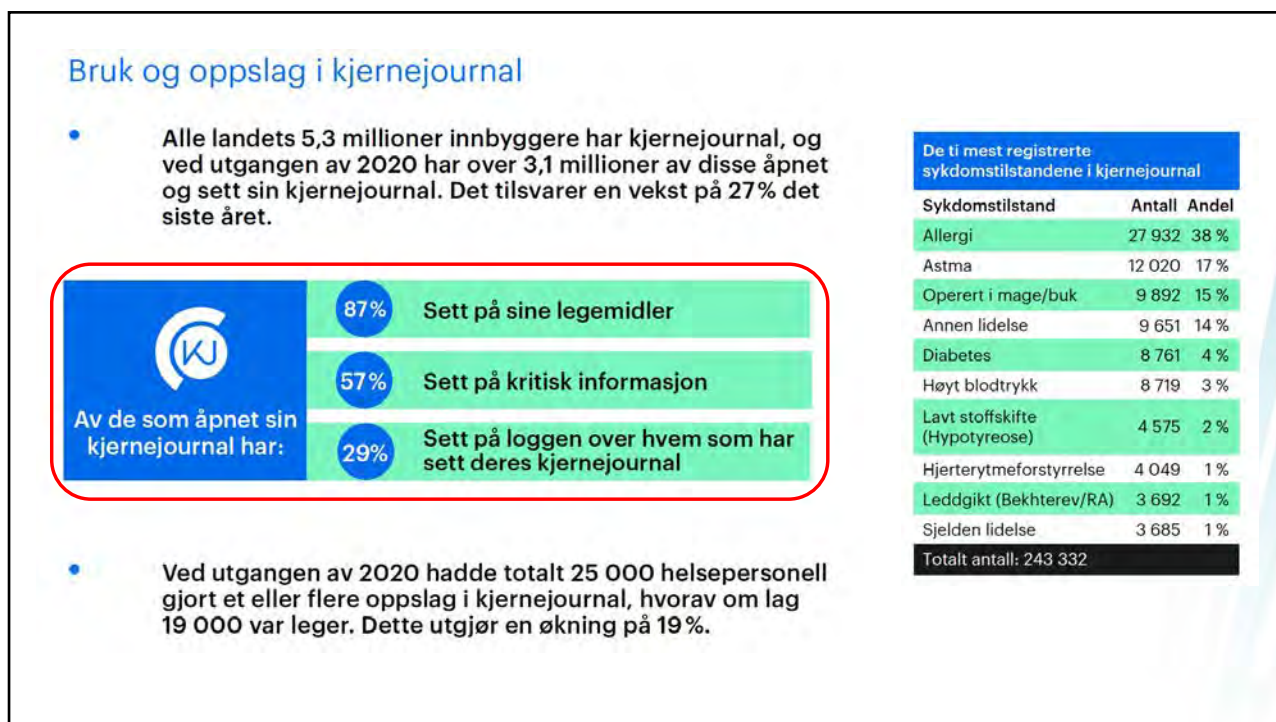 Bruk og oppslag i kjernejournal
• Alle landets 5,3 millioner innbyggere har kjernejournal, og
ved utgangen av 2020 har over 3,1 millioner av disse åpnet
og sett sin kjernejournal. Det tilsvarer en vekst på 27% det
siste året.
KJ
Av de som åpnet sin
kjernejournal har:
87% Sett på sine legemidler
57% Sett på kritisk informasjon
29% Sett på loggen over hvem som har
sett deres kjernejournal
• Ved utgangen av 2020 hadde totalt 25 000 helsepersonell
gjort et eller flere oppslag i kjernejournal, hvorav om lag
19 000 var leger. Dette utgjør en økning på 19%.
De ti mest registrerte
sykdomstilstandene i kjernejournal
Sykdomstilstand Antall Andel
Allergi 27 932 38 %
Astma 12 020 17 %
Operert i mage/buk 9 892 15 %
Annen lidelse 9 651 14 %
Diabetes 8 761 4 %
Høyt blodtrykk 8 719 3 %
Lavt stoffskifte
(Hypotyreose) 4 575 2 %
Hjerterytmeforstyrrelse 4 049 1 %
Leddgikt (Bekhterev/RA) 3 692 1 %
Sjelden lidelse 3 685 1 %
Totalt antall: 243 332